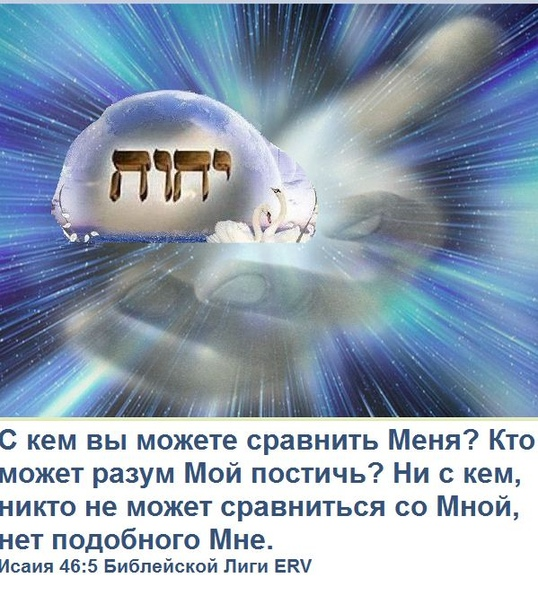 יהוה
С кем вы можете сравнить Меня? Кто
может разум Мой постичь? Ни с кем,
никто не может сравниться со Мной,
нет подобного Мне.
Исаия 46:5 Библейской Лиги ERV